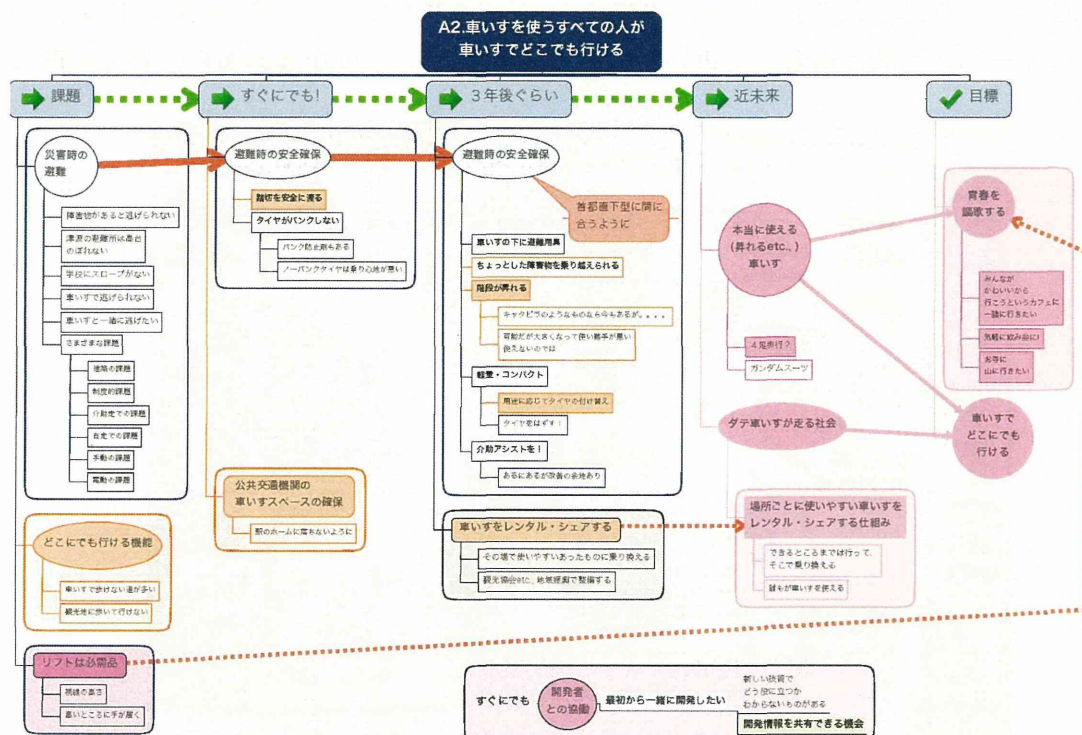 A2.車いすを使うすべての人が
車いすでどこでも行ける
課題
すぐにでも!
3年後ぐらい
近未来
目標
災害時の
避難
障害物があると逃げられない
津波の避難所は高台
のぼれない
学校にスロープがない
車いすで逃げられない
車いすと一緒に逃げたい
さまざまな課題
建築の課題
制度的課題
介助走での課題
自走での課題
手動の課題
電動の課題
どこにでも行ける機能
車いすで歩けない道が多い
観光地に歩いて行けない
リフトは必需品
視線の高さ
高いところに手が届く
避難時の安全確保
踏切を安全に渡る
タイヤがパンクしない
パンク防止剤もある
ノーパンクタイヤは乗り心地が悪い
公共交通機関の
車いすスペースの確保
駅のホームに落ちないように
避難時の安全確保
首都直下型に間に
合うように
車いすの下に避難用具
ちょっとした障害物を乗り越えられる
階段が昇れる
キャタピラのようなものなら今もあるが、、、、
可能だが大きくなって使い勝手が悪い
使えないのでは
軽量・コンパクト
用途に応じてタイヤの付け替え
タイヤをはずす!
介助アシストを!
あるにあるが改善の余地あり
車いすをレンタル・シェアする
その場で使いやすいあったものに乗り換える
観光協会etc、地域経営で整備する
本当に使える
(昇れるetc.,)
車いす
4足歩行?
ガンダムスーツ
ダテ車いすが走る社会
場所ごとに使いやすい車いすを
レンタル・シェアする仕組み
できるところまでは行って、
そこで乗り換える
誰もが車いすを使える
青春を
謳歌する
みんなが
かわいいから
行こうというカフェに
一緒に行きたい
気軽に飲み会に!
お寺に
山に行きたい
車いすで
どこにでも
行ける
すぐにでも
開発者
との協働
最初から一緒に開発したい
新しい技術で
どう役に立つか
わからないものがある
開発情報を共有できる機会